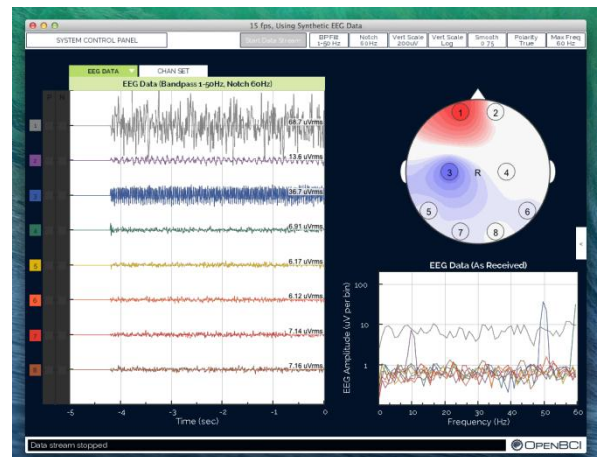 15 fps, Using Synthetic EEG Data
SYSTEM CONTROL PANEL
Start Data Stream
BPFilt
1-50 Hz
Notch
60Hz
Vert Scale
200uV
Vert Scale
Log
Smooth
0.75
Polarity
True
Max Freq
60 Hz
EEG DATA
CHAN SET
EEG Data (Bandpass 1-50Hz, Notch 60Hz)
1
68.7 uVrms
2
13.6 uVrms
3
36.7 uVrms
4
6.91 uVrms
5
6.17 uVrms
6
6.12 uVrms
7
7.14 uVrms
8
7.16 uVrms
-5 -4 -3 -2 -1 0
Time (sec)
1 2
3 R 4
5 6
7 8
<
EEG Data (As Received)
EEG Amplitude (uV per bin)
100
10
1
0 10 20 30 40 50 60
Frequency (Hz)
Data stream stopped
OPENBCI